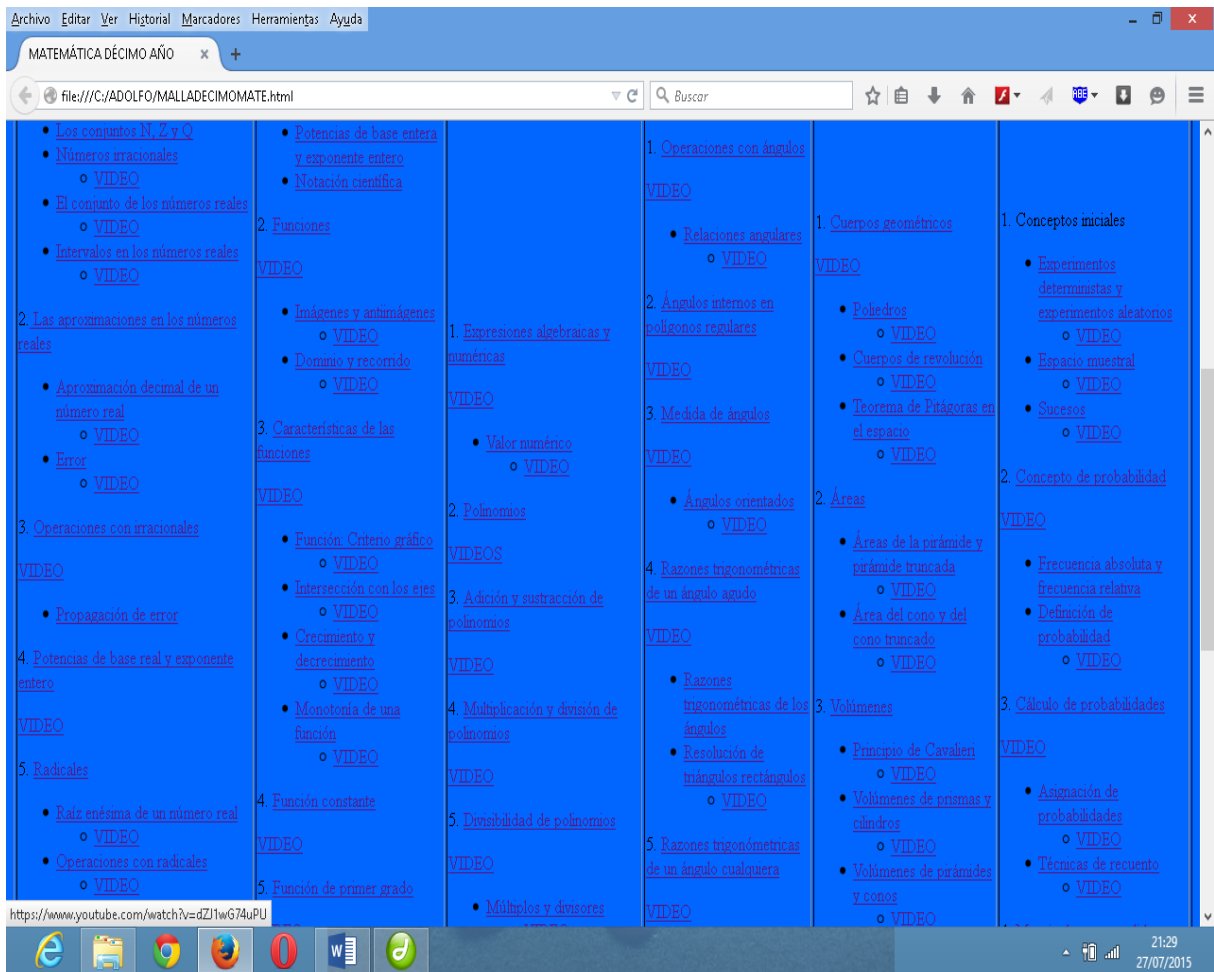 Archivo Editar Ver Historial Marcadores Herramientas Ayuda
MATEMÁTICA DÉCIMO AÑO
file:///C:/ADOLFO/MALLADECIMOMATE.html
Buscar
Los conjuntos N, Z y Q
Números irracionales
VIDEO
El conjunto de los números reales
VIDEO
Intervalos en los números reales
VIDEO
2. Las aproximaciones en los números
reales
Aproximación decimal de un
número real
VIDEO
Error
VIDEO
3. Operaciones con irracionales
VIDEO
Propagación de error
4. Potencias de base real y exponente
entero
VIDEO
5. Radicales
Raíz enésima de un número real
VIDEO
Operaciones con radicales
VIDEO
Potencias de base entera
y exponente entero
Notación científica
2. Funciones
VIDEO
Imágenes y antiimágenes
VIDEO
Dominio y recorrido
VIDEO
3. Características de las
funciones
VIDEO
Función: Criterio gráfico
VIDEO
Intersección con los ejes
VIDEO
Crecimiento y
decrecimiento
VIDEO
Monotonía de una
función
VIDEO
4. Función constante
VIDEO
5. Función de primer grado
1. Expresiones algebraicas y
numéricas
VIDEO
Valor numérico
VIDEO
2. Polinomios
VIDEOS
3. Adición y sustracción de
polinomios
VIDEO
4. Multiplicación y división de
polinomios
VIDEO
5. Divisibilidad de polinomios
VIDEO
Múltiplos y divisores
1. Operaciones con ángulos
VIDEO
Relaciones angulares
VIDEO
2. Ángulos internos en
polígonos regulares
VIDEO
3. Medida de ángulos
VIDEO
Ángulos orientados
VIDEO
4. Razones trigonométricas
de un ángulo agudo
VIDEO
Razones
trigonométricas de los
ángulos
Resolución de
triángulos rectángulos
VIDEO
5. Razones trigonómetricas
de un ángulo cualquiera
VIDEO
1. Cuerpos geométricos
VIDEO
Poliedros
VIDEO
Cuerpos de revolución
VIDEO
Teorema de Pitágoras en
el espacio
VIDEO
2. Áreas
Áreas de la pirámide y
pirámide truncada
VIDEO
Área del cono y del
cono truncado
VIDEO
3. Volúmenes
Principio de Cavalieri
VIDEO
Volúmenes de prismas y
cilindros
VIDEO
Volúmenes de pirámides
y conos
VIDEO
1. Conceptos iniciales
Experimentos
deterministas y
experimentos aleatorios
VIDEO
Espacio muestral
VIDEO
Sucesos
VIDEO
2. Concepto de probabilidad
VIDEO
Frecuencia absoluta y
frecuencia relativa
Definición de
probabilidad
VIDEO
3. Cálculo de probabilidades
VIDEO
Asignación de
probabilidades
VIDEO
Técnicas de recuento
VIDEO
https://www.youtube.com/watch?v=dZJ1wG74uPU
21:29
27/07/2015